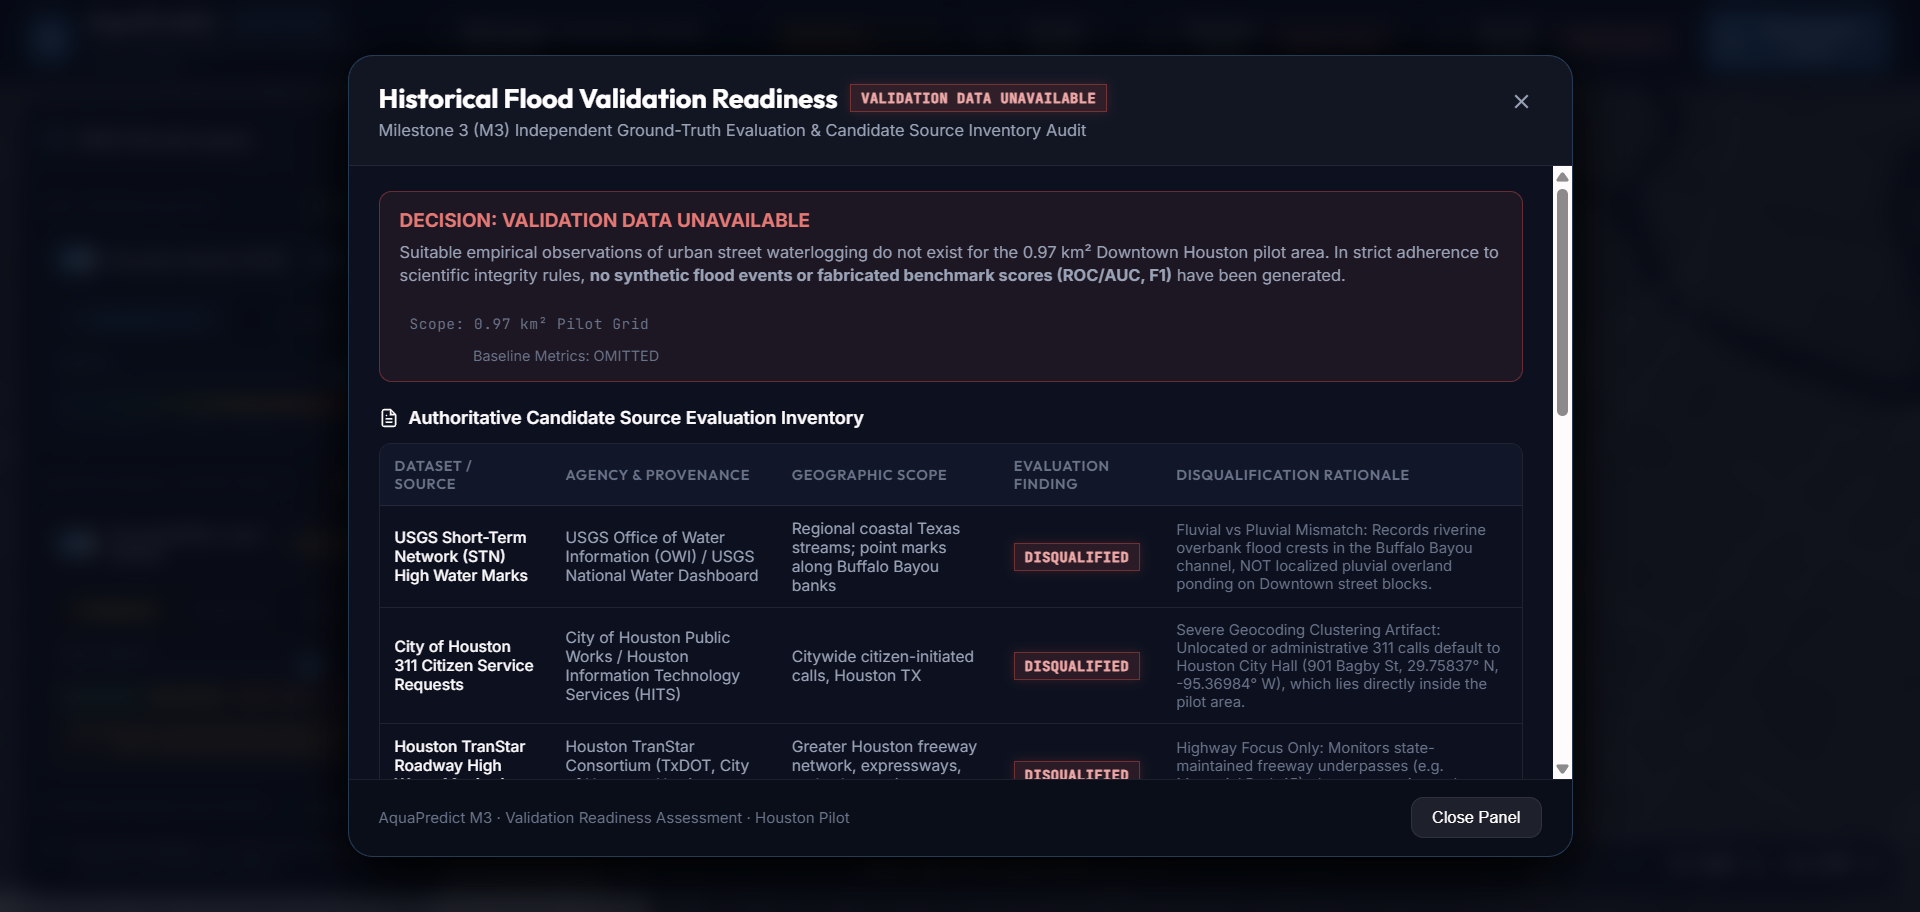 Historical Flood Validation Readiness
VALIDATION DATA UNAVAILABLE
Milestone 3 (M3) Independent Ground-Truth Evaluation & Candidate Source Inventory Audit
DECISION: VALIDATION DATA UNAVAILABLE
Suitable empirical observations of urban street waterlogging do not exist for the 0.97 km² Downtown Houston pilot area. In strict adherence to
scientific integrity rules, no synthetic flood events or fabricated benchmark scores (ROC/AUC, F1) have been generated.
Scope: 0.97 km² Pilot Grid
Baseline Metrics: OMITTED
Authoritative Candidate Source Evaluation Inventory
DATASET /
SOURCE
AGENCY & PROVENANCE
GEOGRAPHIC SCOPE
EVALUATION
FINDING
DISQUALIFICATION RATIONALE
USGS Short-Term
Network (STN)
High Water Marks
USGS Office of Water
Information (OWI) / USGS
National Water Dashboard
Regional coastal Texas
streams; point marks
along Buffalo Bayou
banks
DISQUALIFIED
Fluvial vs Pluvial Mismatch: Records riverine
overbank flood crests in the Buffalo Bayou
channel, NOT localized pluvial overland
ponding on Downtown street blocks.
City of Houston
311 Citizen Service
Requests
City of Houston Public
Works / Houston
Information Technology
Services (HITS)
Citywide citizen-initiated
calls, Houston TX
DISQUALIFIED
Severe Geocoding Clustering Artifact:
Unlocated or administrative 311 calls default to
Houston City Hall (901 Bagby St, 29.75837° N,
-95.36984° W), which lies directly inside the
pilot area.
Houston TranStar
Roadway High
Houston TranStar
Consortium (TxDOT, City
Greater Houston freeway
network, expressways,
DISQUALIFIED
Highway Focus Only: Monitors state-
maintained freeway underpasses (e.g.
AquaPredict M3 · Validation Readiness Assessment · Houston Pilot
Close Panel